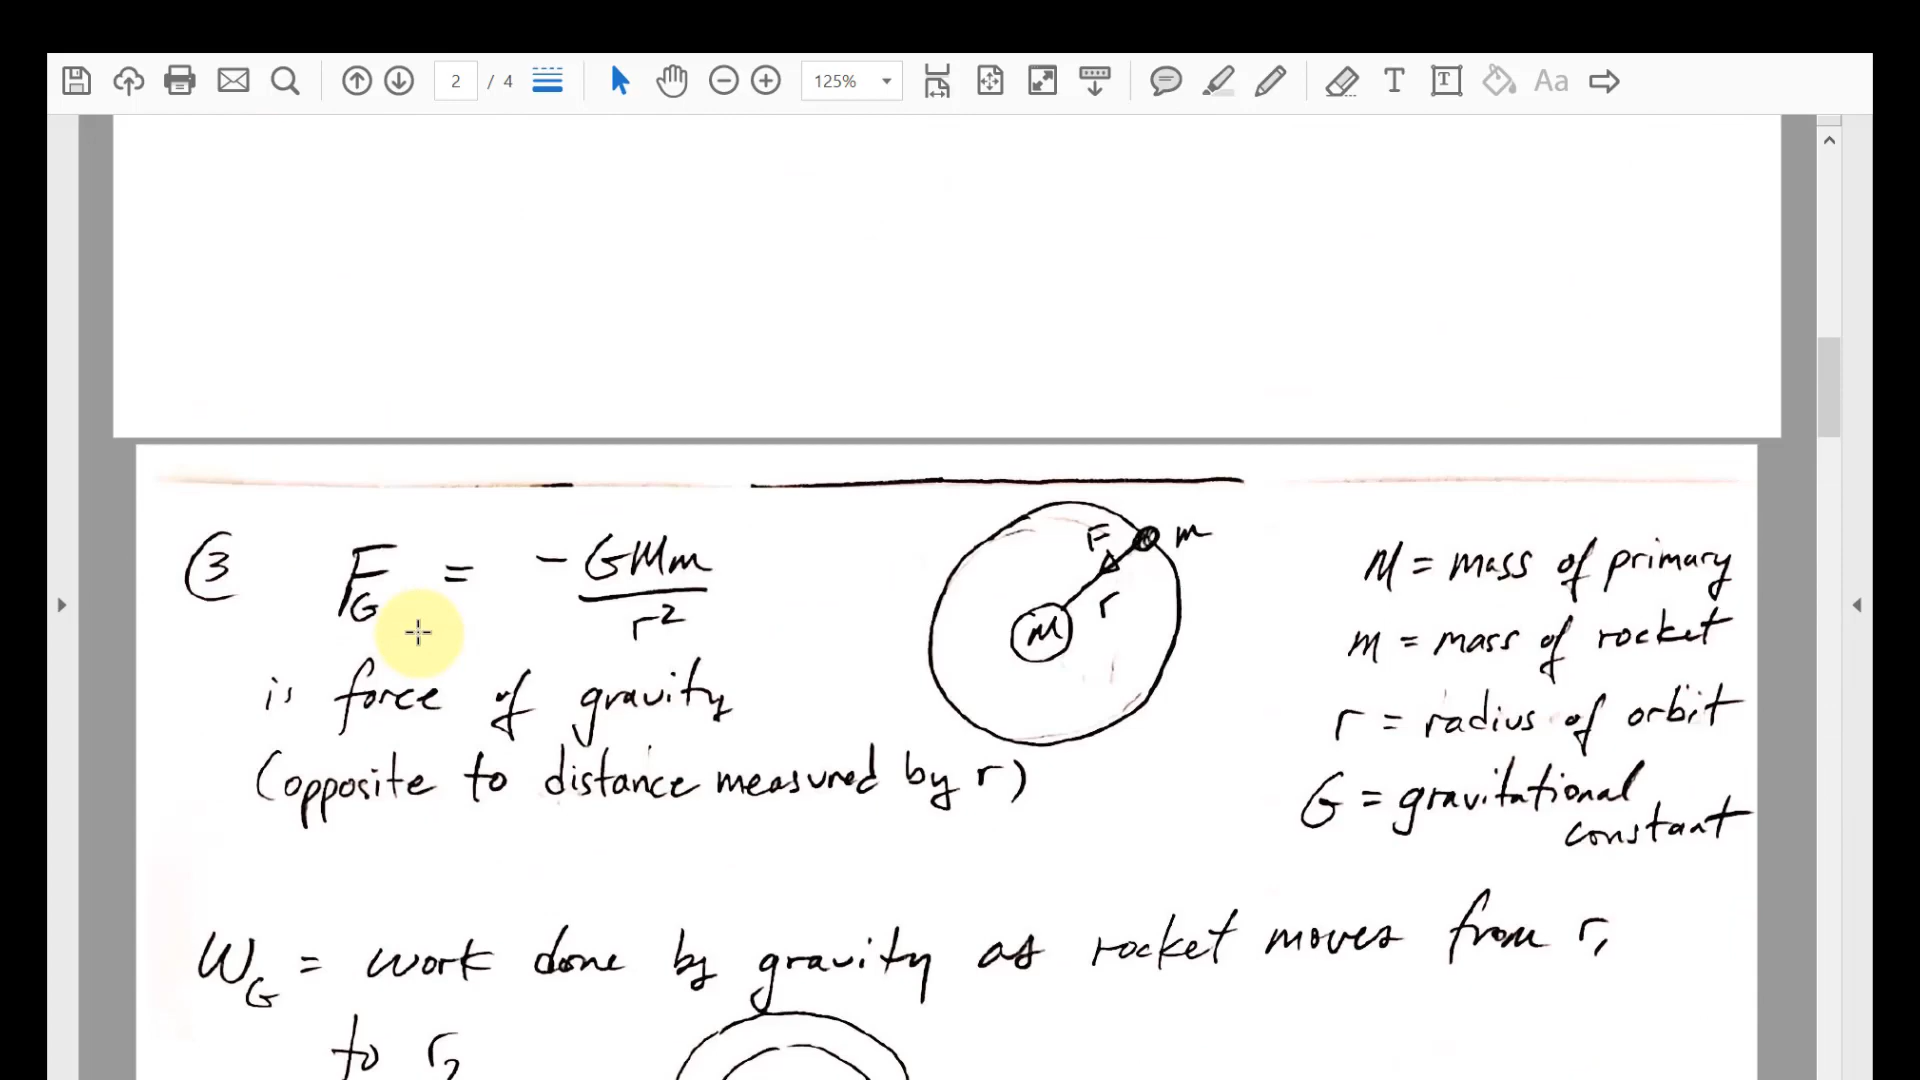 2 / 4 125% T T Aa
③ F_G = -GMm / r²
F m
r
M
M = mass of primary
m = mass of rocket
r = radius of orbit
G = gravitational constant
is force of gravity
(opposite to distance measured by r)
W_G = work done by gravity as rocket moves from r₁
to r₂